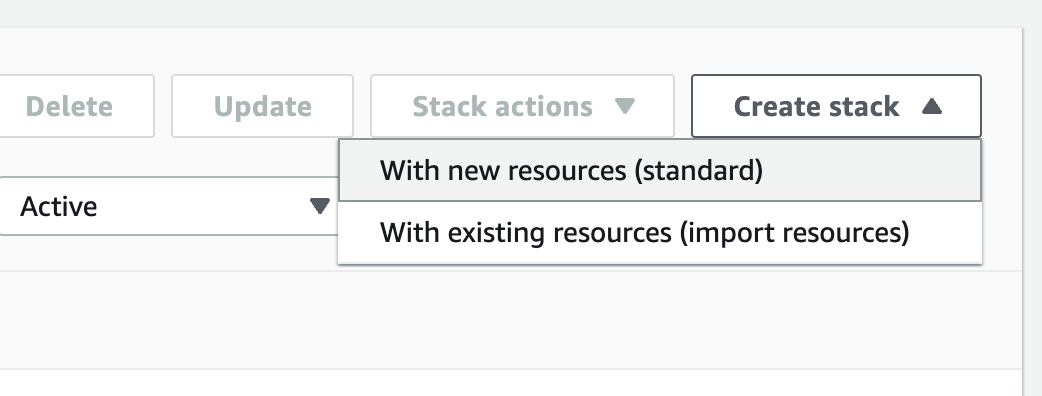 Delete Update Stack actions Create stack
With new resources (standard)
Active
With existing resources (import resources)